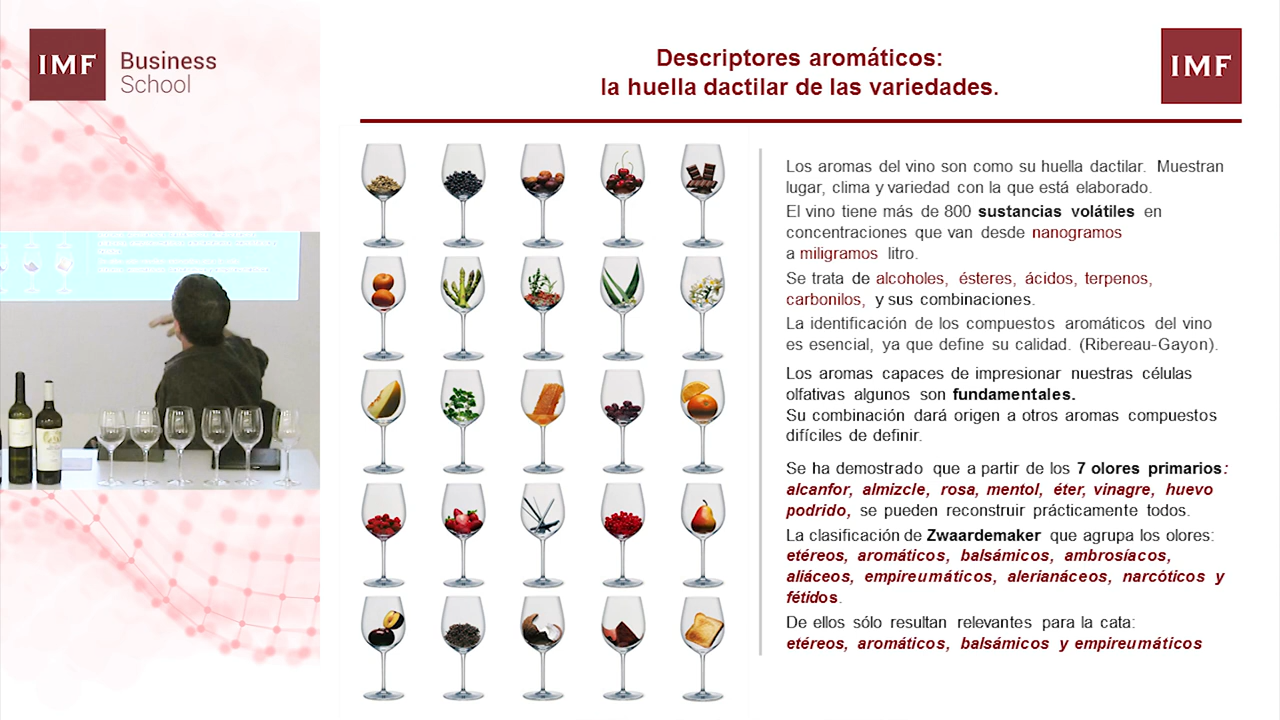 IMF
Business
School
Descriptores aromáticos:
la huella dactilar de las variedades.
IMF
Los aromas del vino son como su huella dactilar. Muestran
lugar, clima y variedad con la que está elaborado.
El vino tiene más de 800 sustancias volátiles en
concentraciones que van desde nanogramos
a miligramos litro.
Se trata de alcoholes, ésteres, ácidos, terpenos,
carbonilos, y sus combinaciones.
La identificación de los compuestos aromáticos del vino
es esencial, ya que define su calidad. (Ribereau-Gayon).
Los aromas capaces de impresionar nuestras células
olfativas algunos son fundamentales.
Su combinación dará origen a otros aromas compuestos
difíciles de definir.
Se ha demostrado que a partir de los 7 olores primarios:
alcanfor, almizcle, rosa, mentol, éter, vinagre, huevo
podrido, se pueden reconstruir prácticamente todos.
La clasificación de Zwaardemaker que agrupa los olores:
etéreos, aromáticos, balsámicos, ambrosíacos,
aliáceos, empireumáticos, alerianáceos, narcóticos y
fétidos.
De ellos sólo resultan relevantes para la cata:
etéreos, aromáticos, balsámicos y empireumáticos